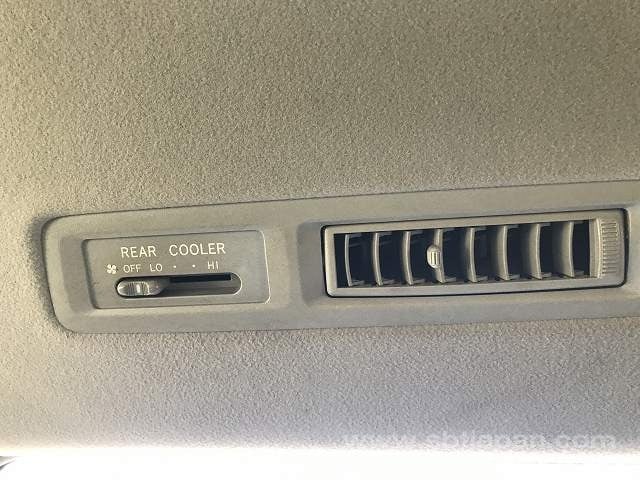 REAR COOLER
OFF LO • • HI
www.sbtjapan.com